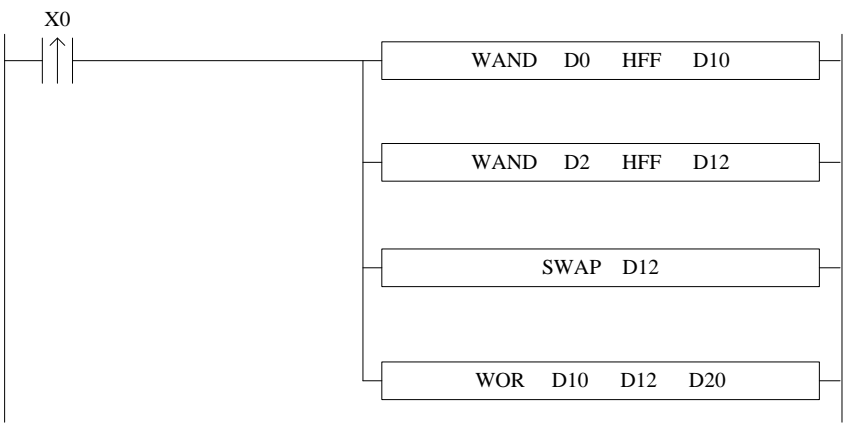 X0
WAND D0 HFF D10
WAND D2 HFF D12
SWAP D12
WOR D10 D12 D20